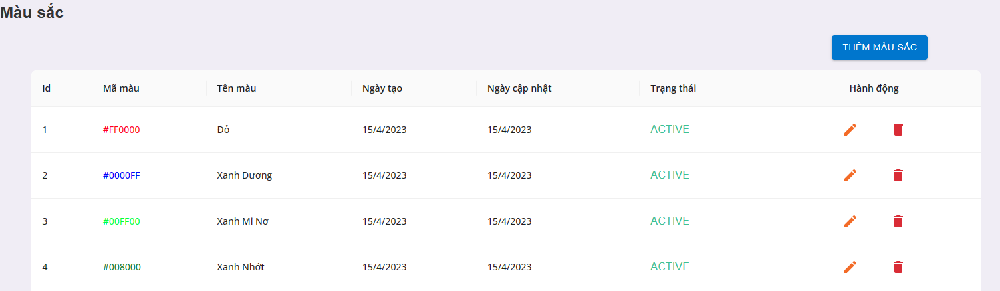 Màu sắc
THÊM MÀU SẮC
Id Mã màu Tên màu Ngày tạo Ngày cập nhật Trạng thái Hành động
1 #FF0000 Đỏ 15/4/2023 15/4/2023 ACTIVE
2 #0000FF Xanh Dương 15/4/2023 15/4/2023 ACTIVE
3 #00FF00 Xanh Mi Nơ 15/4/2023 15/4/2023 ACTIVE
4 #008000 Xanh Nhớt 15/4/2023 15/4/2023 ACTIVE